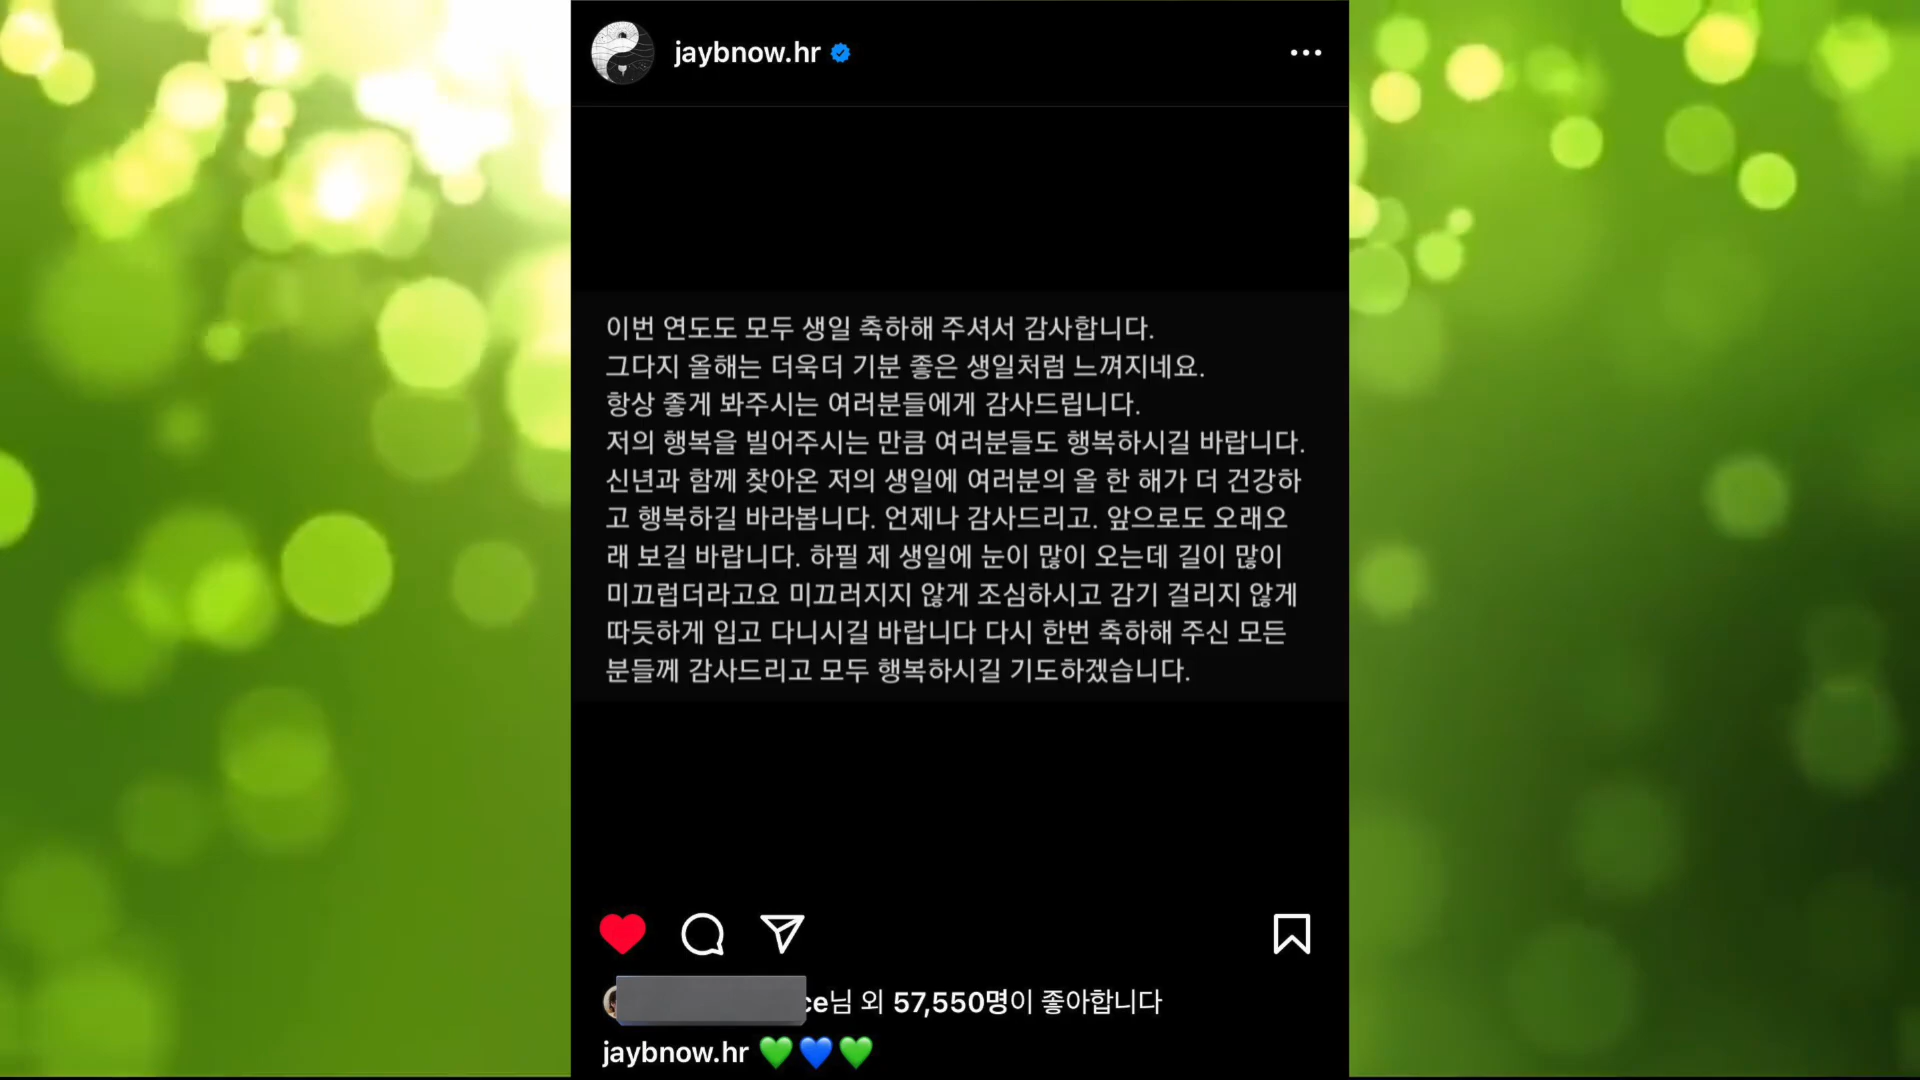 jaybnow.hr
이번 연도도 모두 생일 축하해 주셔서 감사합니다.
그다지 올해는 더욱더 기분 좋은 생일처럼 느껴지네요.
항상 좋게 봐주시는 여러분들에게 감사드립니다.
저의 행복을 빌어주시는 만큼 여러분들도 행복하시길 바랍니다.
신년과 함께 찾아온 저의 생일에 여러분의 올 한 해가 더 건강하
고 행복하길 바라봅니다. 언제나 감사드리고. 앞으로도 오래오
래 보길 바랍니다. 하필 제 생일에 눈이 많이 오는데 길이 많이
미끄럽더라고요 미끄러지지 않게 조심하시고 감기 걸리지 않게
따듯하게 입고 다니시길 바랍니다 다시 한번 축하해 주신 모든
분들께 감사드리고 모두 행복하시길 기도하겠습니다.
ce님 외 57,550명이 좋아합니다
jaybnow.hr 💚💙💚